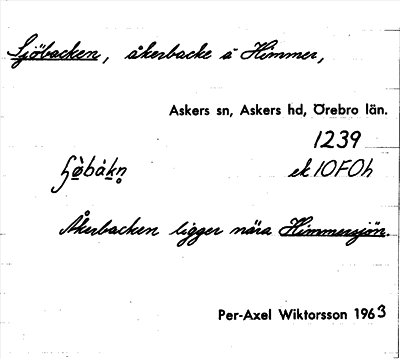 Sjöbacken, åkerbacke å Himmer,
Askers sn, Askers hd, Örebro län.
1239
ek 10F0h
Åkerbacken ligger nära Himmersjön.
Per-Axel Wiktorsson 1963